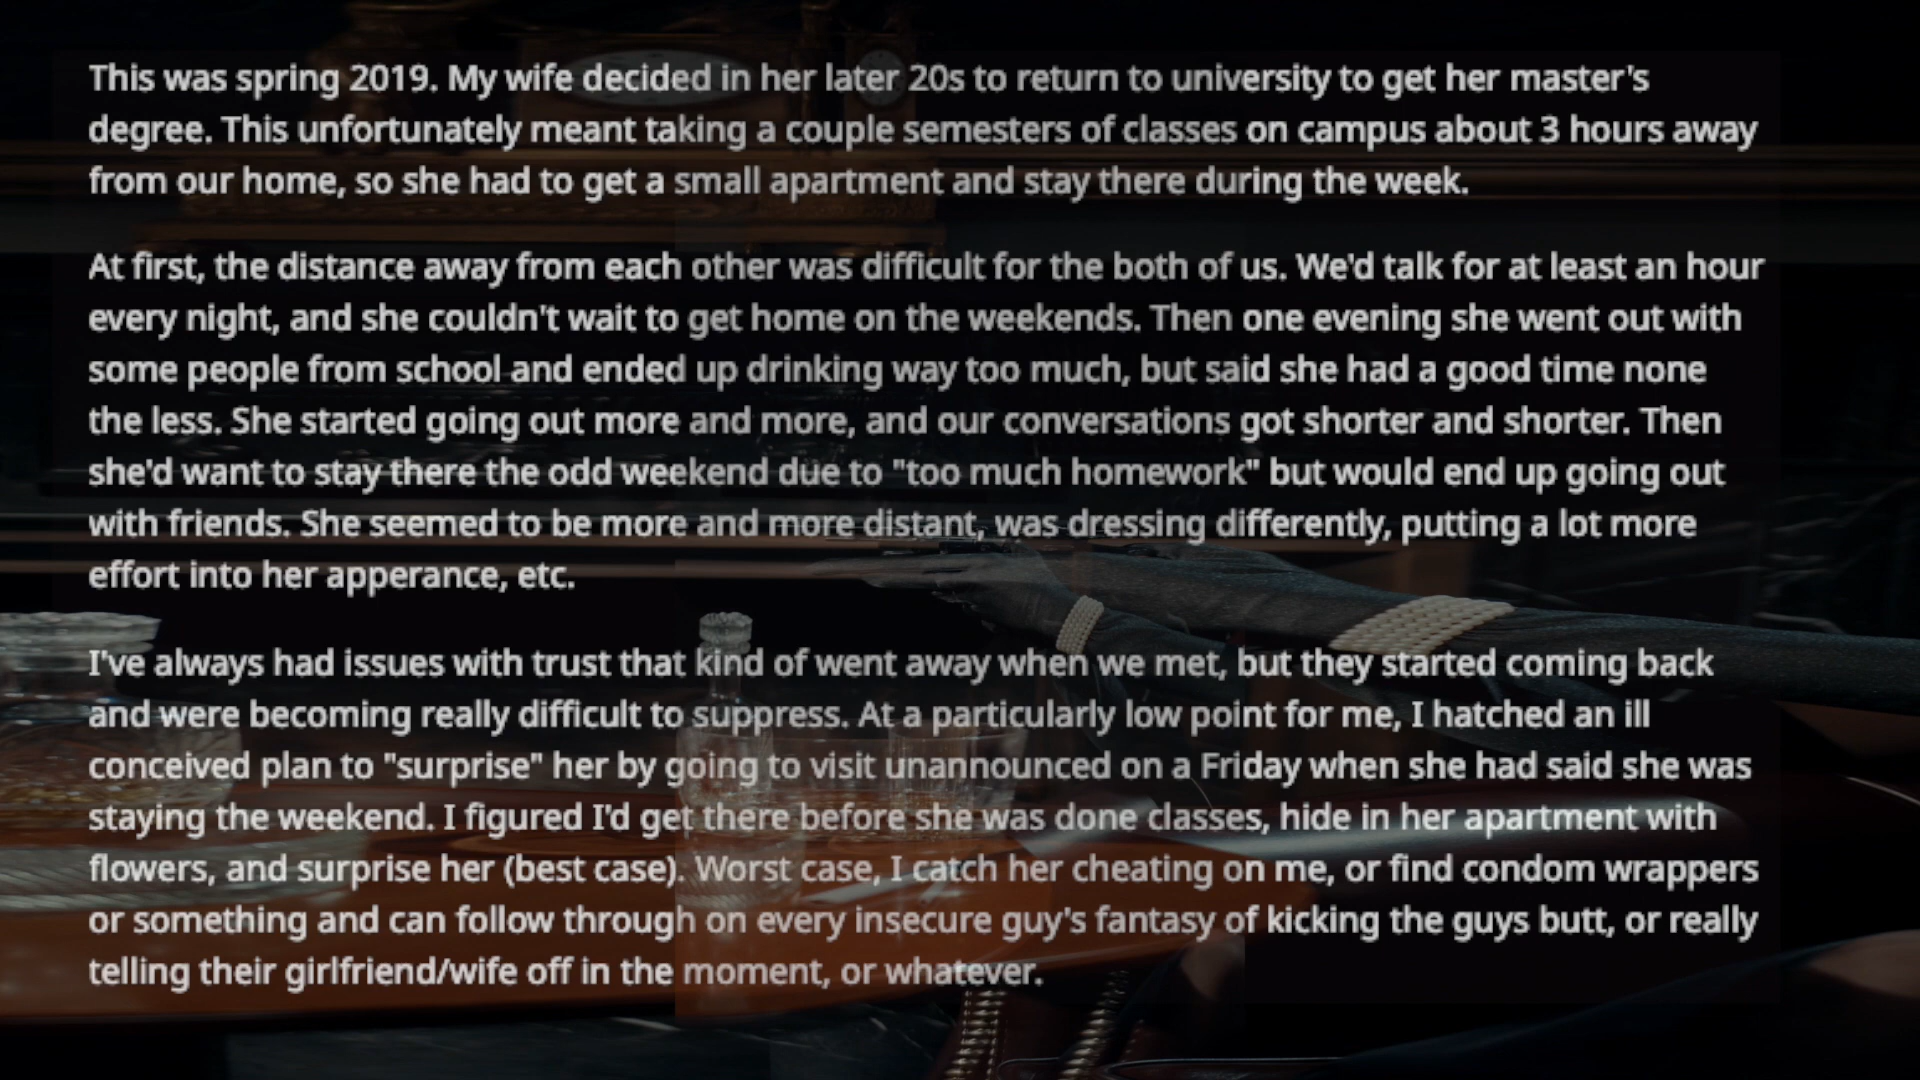 This was spring 2019. My wife decided in her later 20s to return to university to get her master's
degree. This unfortunately meant taking a couple semesters of classes on campus about 3 hours away
from our home, so she had to get a small apartment and stay there during the week.
At first, the distance away from each other was difficult for the both of us. We'd talk for at least an hour
every night, and she couldn't wait to get home on the weekends. Then one evening she went out with
some people from school and ended up drinking way too much, but said she had a good time none
the less. She started going out more and more, and our conversations got shorter and shorter. Then
she'd want to stay there the odd weekend due to "too much homework" but would end up going out
with friends. She seemed to be more and more distant, was dressing differently, putting a lot more
effort into her apperance, etc.
I've always had issues with trust that kind of went away when we met, but they started coming back
and were becoming really difficult to suppress. At a particularly low point for me, I hatched an ill
conceived plan to "surprise" her by going to visit unannounced on a Friday when she had said she was
staying the weekend. I figured I'd get there before she was done classes, hide in her apartment with
flowers, and surprise her (best case). Worst case, I catch her cheating on me, or find condom wrappers
or something and can follow through on every insecure guy's fantasy of kicking the guys butt, or really
telling their girlfriend/wife off in the moment, or whatever.